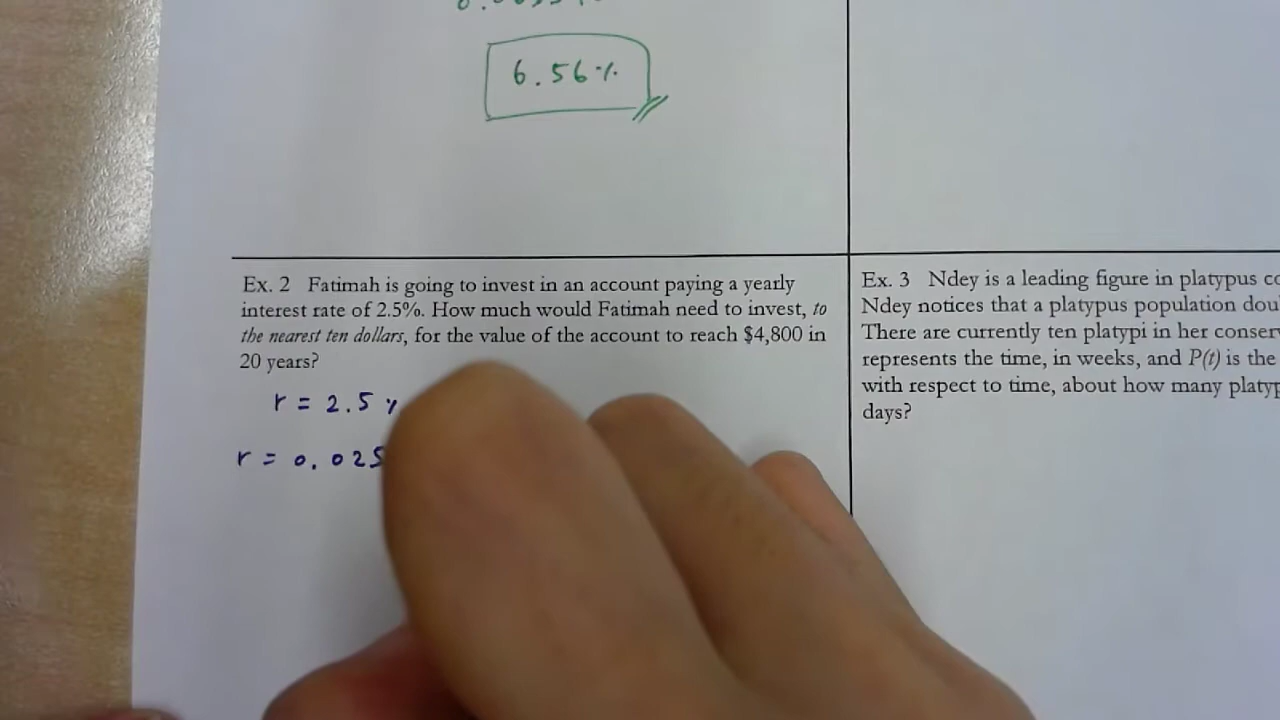 6.56%
Ex. 2 Fatimah is going to invest in an account paying a yearly
interest rate of 2.5%. How much would Fatimah need to invest, to
the nearest ten dollars, for the value of the account to reach $4,800 in
20 years?
r = 2.5 %
r = 0.025
Ex. 3 Ndey is a leading figure in platypus
Ndey notices that a platypus population
There are currently ten platypi in her
represents the time, in weeks, and P(t) is the
with respect to time, about how many
days?